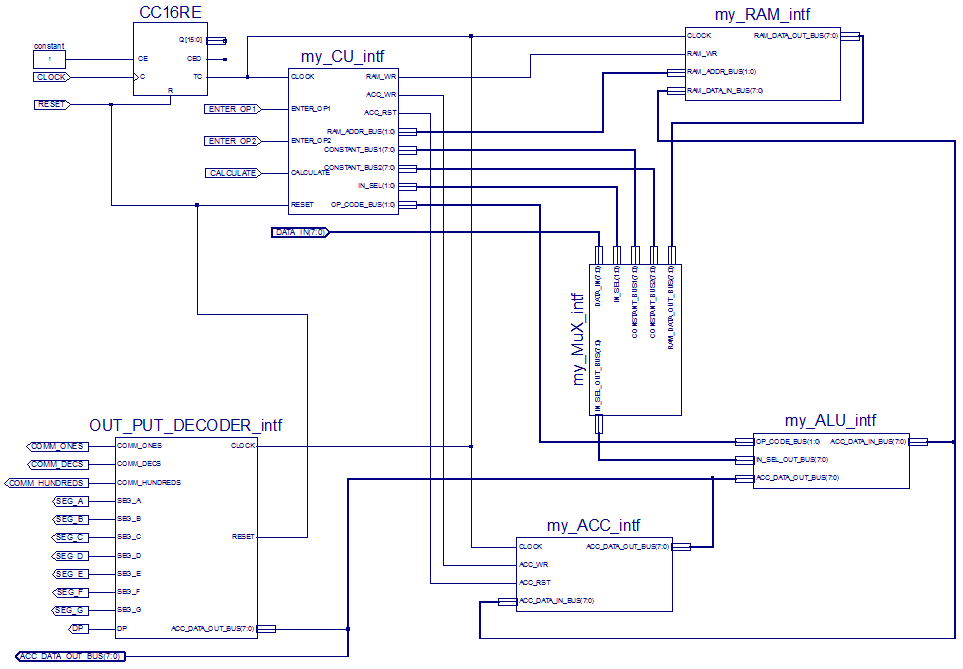 CC16RE
constant
1
CE
Q[15:0]
CEO
CLOCK
C
TC
RESET
R
my_CU_intf
CLOCK
RAM_WR
ACC_WR
ENTER_OP1
ENTER_OP1
ACC_RST
RAM_ADDR_BUS(1:0)
ENTER_OP2
ENTER_OP2
CONSTANT_BUS1(7:0)
CALCULATE
CALCULATE
CONSTANT_BUS2(7:0)
IN_SEL(1:0)
RESET
OP_CODE_BUS(1:0)
my_RAM_intf
CLOCK
RAM_DATA_OUT_BUS(7:0)
RAM_WR
RAM_ADDR_BUS(1:0)
RAM_DATA_IN_BUS(7:0)
DATA_IN(7:0)
my_MuX_intf
DATA_IN(7:0)
IN_SEL(1:0)
CONSTANT_BUS1(7:0)
CONSTANT_BUS2(7:0)
RAM_DATA_OUT_BUS(7:0)
IN_SEL_OUT_BUS(7:0)
my_ALU_intf
OP_CODE_BUS(1:0)
ACC_DATA_IN_BUS(7:0)
IN_SEL_OUT_BUS(7:0)
ACC_DATA_OUT_BUS(7:0)
OUT_PUT_DECODER_intf
COMM_ONES
COMM_ONES
CLOCK
COMM_DECS
COMM_DECS
COMM_HUNDREDS
COMM_HUNDREDS
SEG_A
SEG_A
SEG_B
SEG_B
SEG_C
SEG_C
RESET
SEG_D
SEG_D
SEG_E
SEG_E
SEG_F
SEG_F
SEG_G
SEG_G
DP
DP
ACC_DATA_OUT_BUS(7:0)
ACC_DATA_OUT_BUS(7:0)
my_ACC_intf
CLOCK
ACC_DATA_OUT_BUS(7:0)
ACC_WR
ACC_RST
ACC_DATA_IN_BUS(7:0)